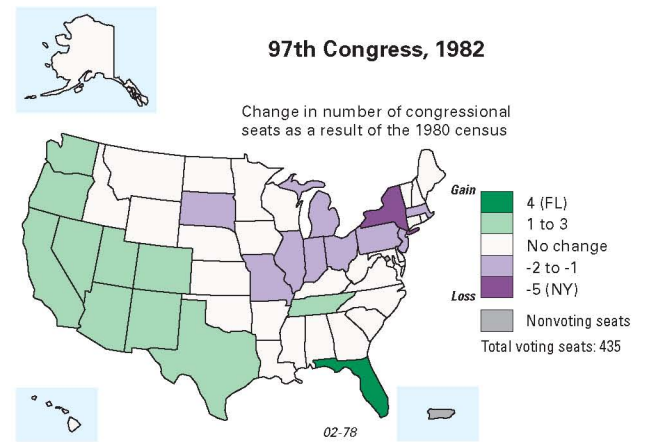 97th Congress, 1982
Change in number of congressional
seats as a result of the 1980 census
Gain
4 (FL)
1 to 3
No change
-2 to -1
Loss
-5 (NY)
Nonvoting seats
Total voting seats: 435
02-78